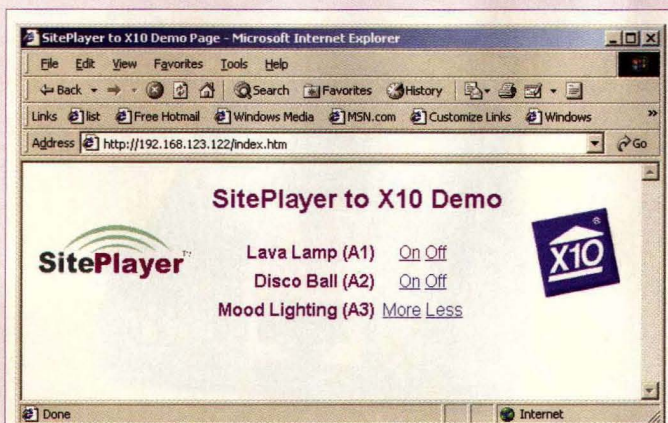 SitePlayer to X10 Demo Page - Microsoft Internet Explorer
File Edit View Favorites Tools Help
Back Search Favorites History
Links list Free Hotmail Windows Media MSN.com Customize Links Windows »
Address http://192.168.123.122/index.htm Go
SitePlayer to X10 Demo
SitePlayer™
X10®
Lava Lamp (A1) On Off
Disco Ball (A2) On Off
Mood Lighting (A3) More Less
Done Internet